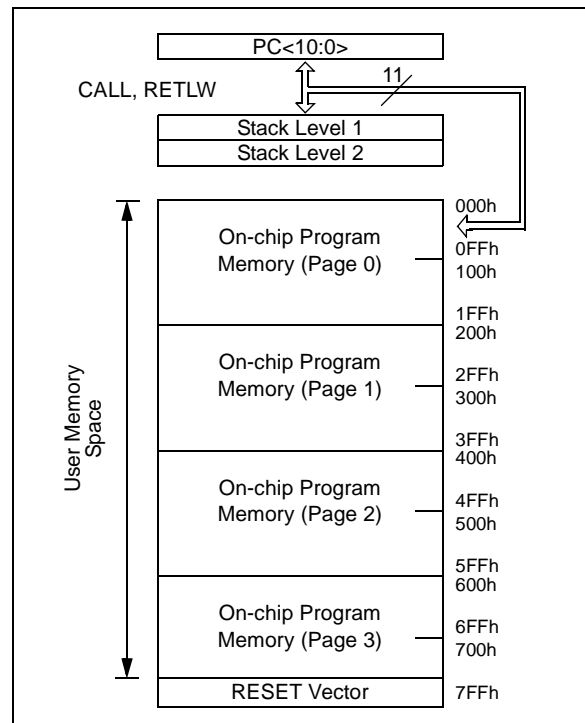 PC<10:0>
11
CALL, RETLW
Stack Level 1
Stack Level 2
000h
On-chip Program
Memory (Page 0)
0FFh
100h
1FFh
200h
On-chip Program
Memory (Page 1)
2FFh
300h
User Memory
Space
3FFh
400h
On-chip Program
Memory (Page 2)
4FFh
500h
5FFh
600h
On-chip Program
Memory (Page 3)
6FFh
700h
RESET Vector
7FFh